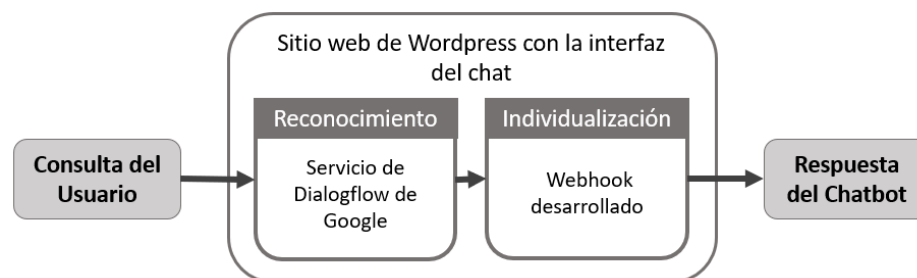 Sitio web de Wordpress con la interfaz
del chat
Reconocimiento
Individualización
Consulta del
Usuario
Servicio de
Dialogflow de
Google
Webhook
desarrollado
Respuesta
del Chatbot